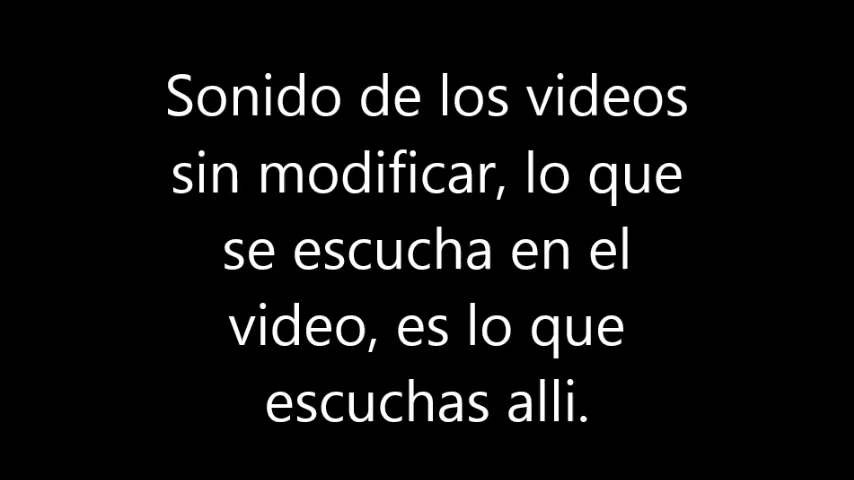 Sonido de los videos
sin modificar, lo que
se escucha en el
video, es lo que
escuchas alli.